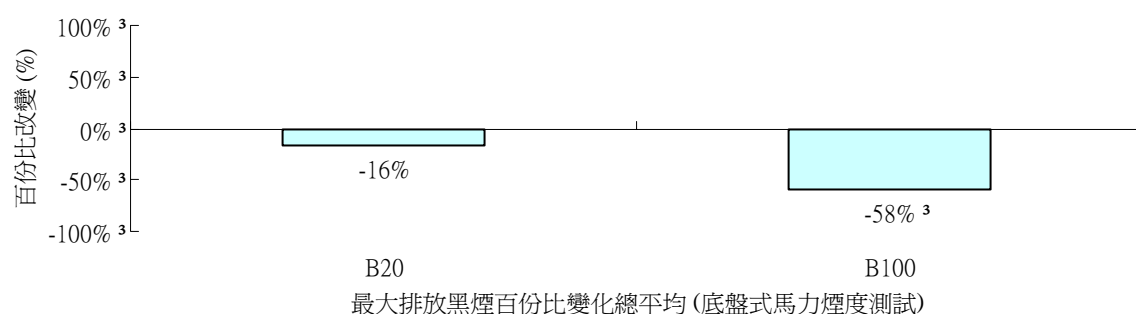 100% ³
50% ³
0% ³
-50% ³
-100% ³
百份比改變 (%)
-16%
-58% ³
B20
B100
最大排放黑煙百份比變化總平均 (底盤式馬力煙度測試)